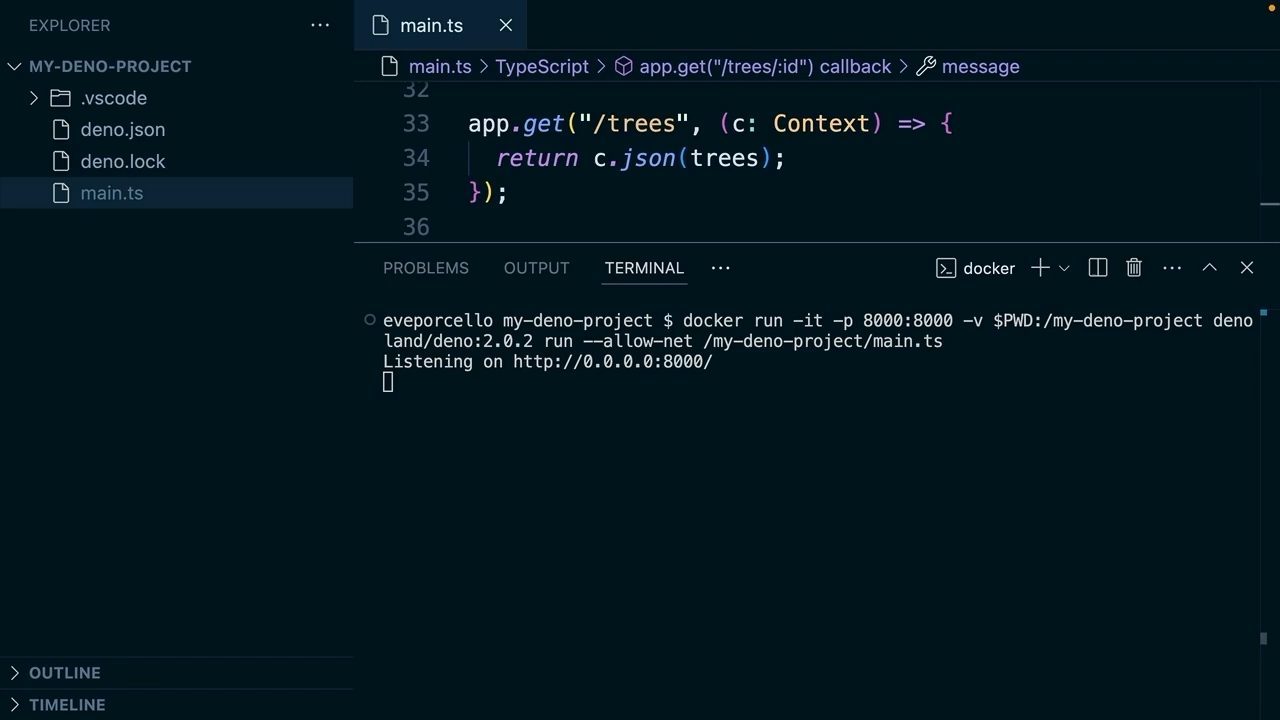 EXPLORER ...
MY-DENO-PROJECT
.vscode
deno.json
deno.lock
main.ts
OUTLINE
TIMELINE
main.ts
main.ts > TypeScript > app.get("/trees/:id") callback > message
32
33 app.get("/trees", (c: Context) => {
34 return c.json(trees);
35 });
36
PROBLEMS OUTPUT TERMINAL ... docker
eveporcello my-deno-project $ docker run -it -p 8000:8000 -v $PWD:/my-deno-project deno
land/deno:2.0.2 run --allow-net /my-deno-project/main.ts
Listening on http://0.0.0.0:8000/